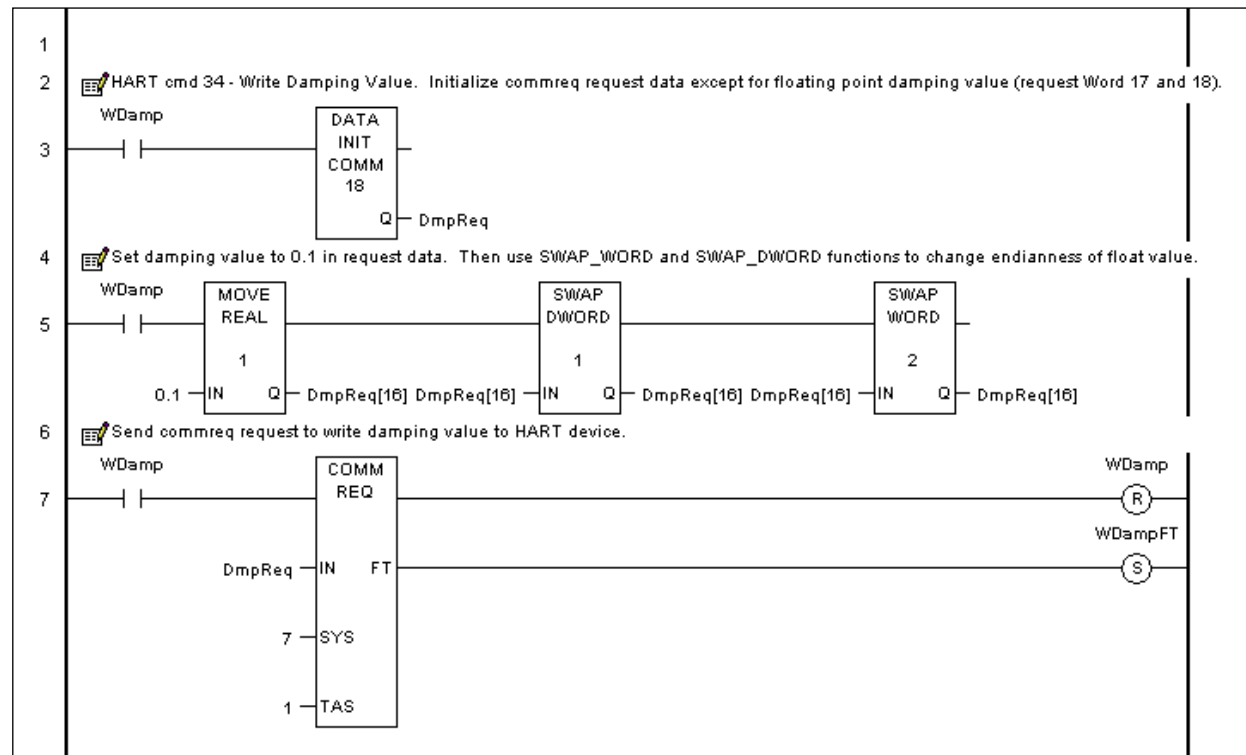 1
2 HART cmd 34 - Write Damping Value. Initialize commreq request data except for floating point damping value (request Word 17 and 18).
WDamp
3
DATA
INIT
COMM
18
Q DmpReq
4 Set damping value to 0.1 in request data. Then use SWAP_WORD and SWAP_DWORD functions to change endianness of float value.
WDamp
5
MOVE
REAL
1
0.1 IN Q DmpReq[16]
SWAP
DWORD
1
DmpReq[16] IN Q DmpReq[16]
SWAP
WORD
2
DmpReq[16] IN Q DmpReq[16]
6 Send commreq request to write damping value to HART device.
WDamp
7
COMM
REQ
WDamp
R
WDampFT
S
DmpReq IN FT
7 SYS
1 TAS